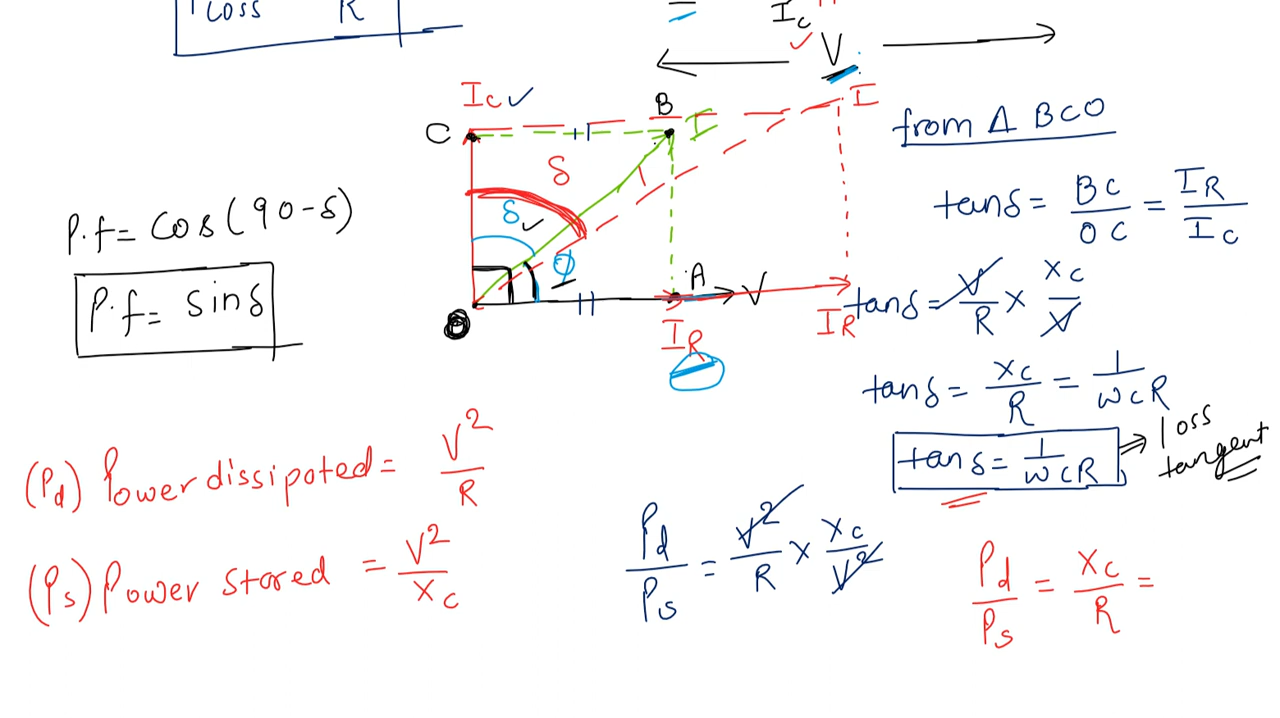 Loss R
I_C
V
I_C ✓
B
I
I
C
from Δ BCO
δ
δ ✓
tanδ = BC/OC = I_R/I_C
P.f = cos(90-δ)
φ
A
V
I_R
I_R
O
tanδ = V/R × X_C/V
P.f = sinδ
tanδ = X_C/R = 1/ωCR
tanδ = 1/ωCR ⇒ loss tangent
(P_d) Power dissipated = V²/R
P_d/P_s = V²/R × X_C/V²
(P_s) Power stored = V²/X_C
P_d/P_s = X_C/R =